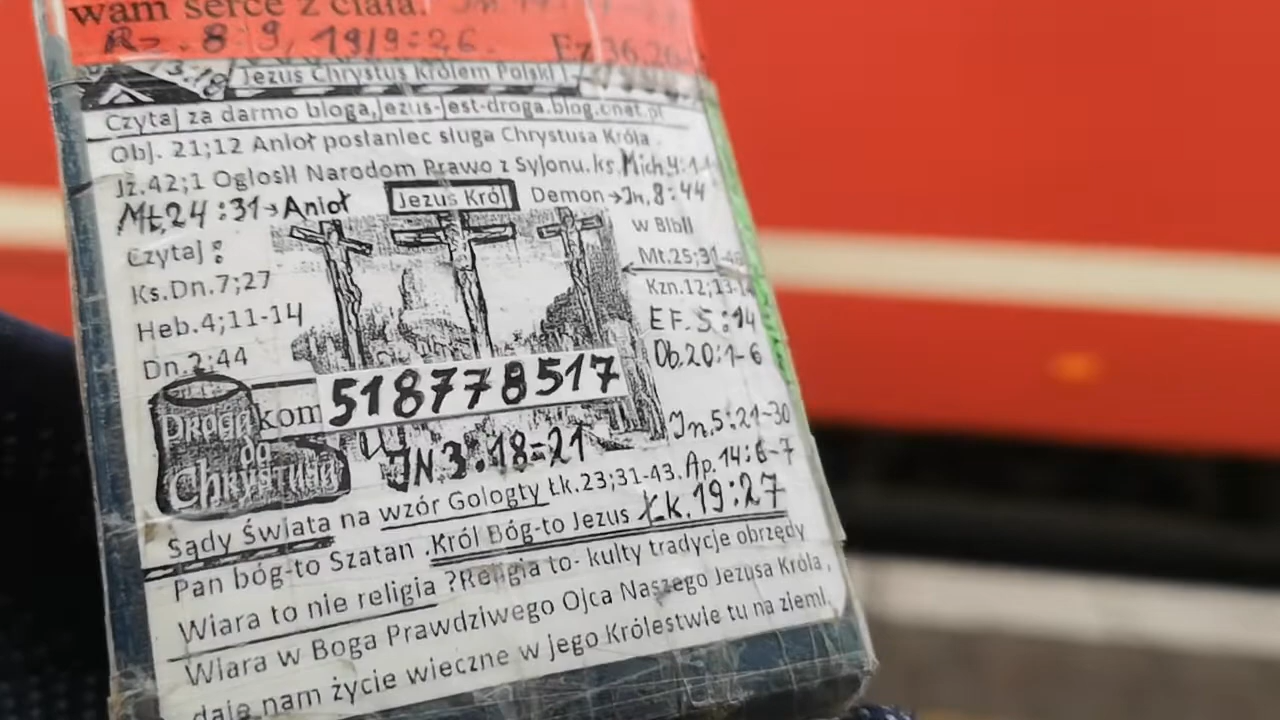 wam serce z ciała.
Rz. 8:9, 19/9:26. Ez 36.26
Jezus Chrystus Królem Polski
Czytaj za darmo bloga,jezus-jest-droga.blog.onet.pl
Obj. 21;12 Anioł posłaniec sługa Chrystusa Króla
Jż.42;1 Ogłosił Narodom Prawo z Syjonu.ks.Mich.4:1
Mt.24:31→Anioł Jezus Król Demon→Jn,8:44
Czytaj: w Biblii
Ks.Dn.7;27 Mt.25;31-46
Heb.4;11-14 Kzn.12;13-14
Dn.2:44 EF.5:14
Ob.20:1-6
kom 518778517
Droga do Chrystusa
JN.3.18=21 Jn.5:21-30
Sądy Świata na wzór Gologty Łk.23;31-43.Ap.14:6-7
Pan bóg-to Szatan .Król Bóg-to Jezus Łk.19:27
Wiara to nie religia ?Religia to- kulty tradycje obrzędy
Wiara w Boga Prawdziwego Ojca Naszego Jezusa Króla,
daje nam życie wieczne w jego Królestwie tu na ziemi.